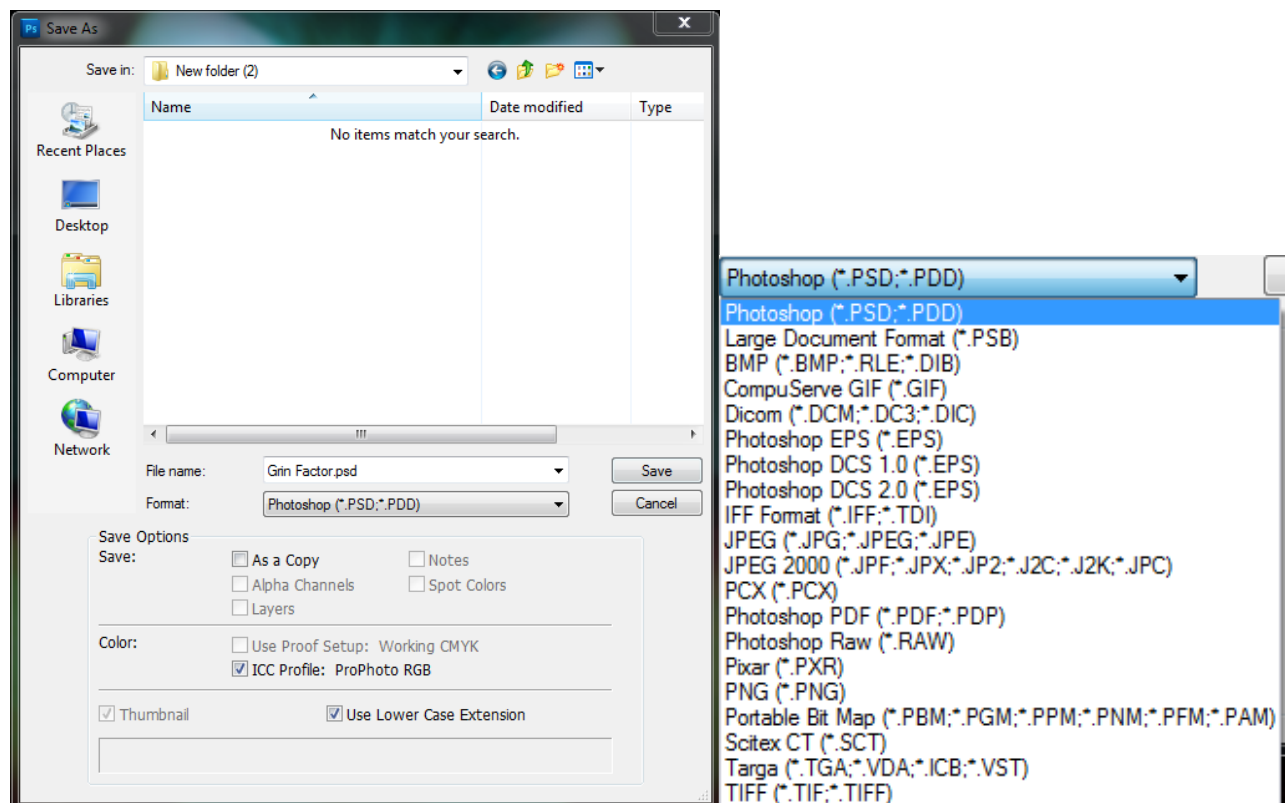 Ps Save As
Save in: New folder (2)
Name Date modified Type
No items match your search.
Recent Places
Desktop
Libraries
Computer
Network
File name: Grin Factor.psd Save
Format: Photoshop (*.PSD;*.PDD) Cancel
Save Options
Save: As a Copy Notes
Alpha Channels Spot Colors
Layers
Color: Use Proof Setup: Working CMYK
ICC Profile: ProPhoto RGB
Thumbnail Use Lower Case Extension
Photoshop (*.PSD;*.PDD)
Photoshop (*.PSD;*.PDD)
Large Document Format (*.PSB)
BMP (*.BMP;*.RLE;*.DIB)
CompuServe GIF (*.GIF)
Dicom (*.DCM;*.DC3;*.DIC)
Photoshop EPS (*.EPS)
Photoshop DCS 1.0 (*.EPS)
Photoshop DCS 2.0 (*.EPS)
IFF Format (*.IFF;*.TDI)
JPEG (*.JPG;*.JPEG;*.JPE)
JPEG 2000 (*.JPF;*.JPX;*.JP2;*.J2C;*.J2K;*.JPC)
PCX (*.PCX)
Photoshop PDF (*.PDF;*.PDP)
Photoshop Raw (*.RAW)
Pixar (*.PXR)
PNG (*.PNG)
Portable Bit Map (*.PBM;*.PGM;*.PPM;*.PNM;*.PFM;*.PAM)
Scitex CT (*.SCT)
Targa (*.TGA;*.VDA;*.ICB;*.VST)
TIFF (*.TIF;*.TIFF)